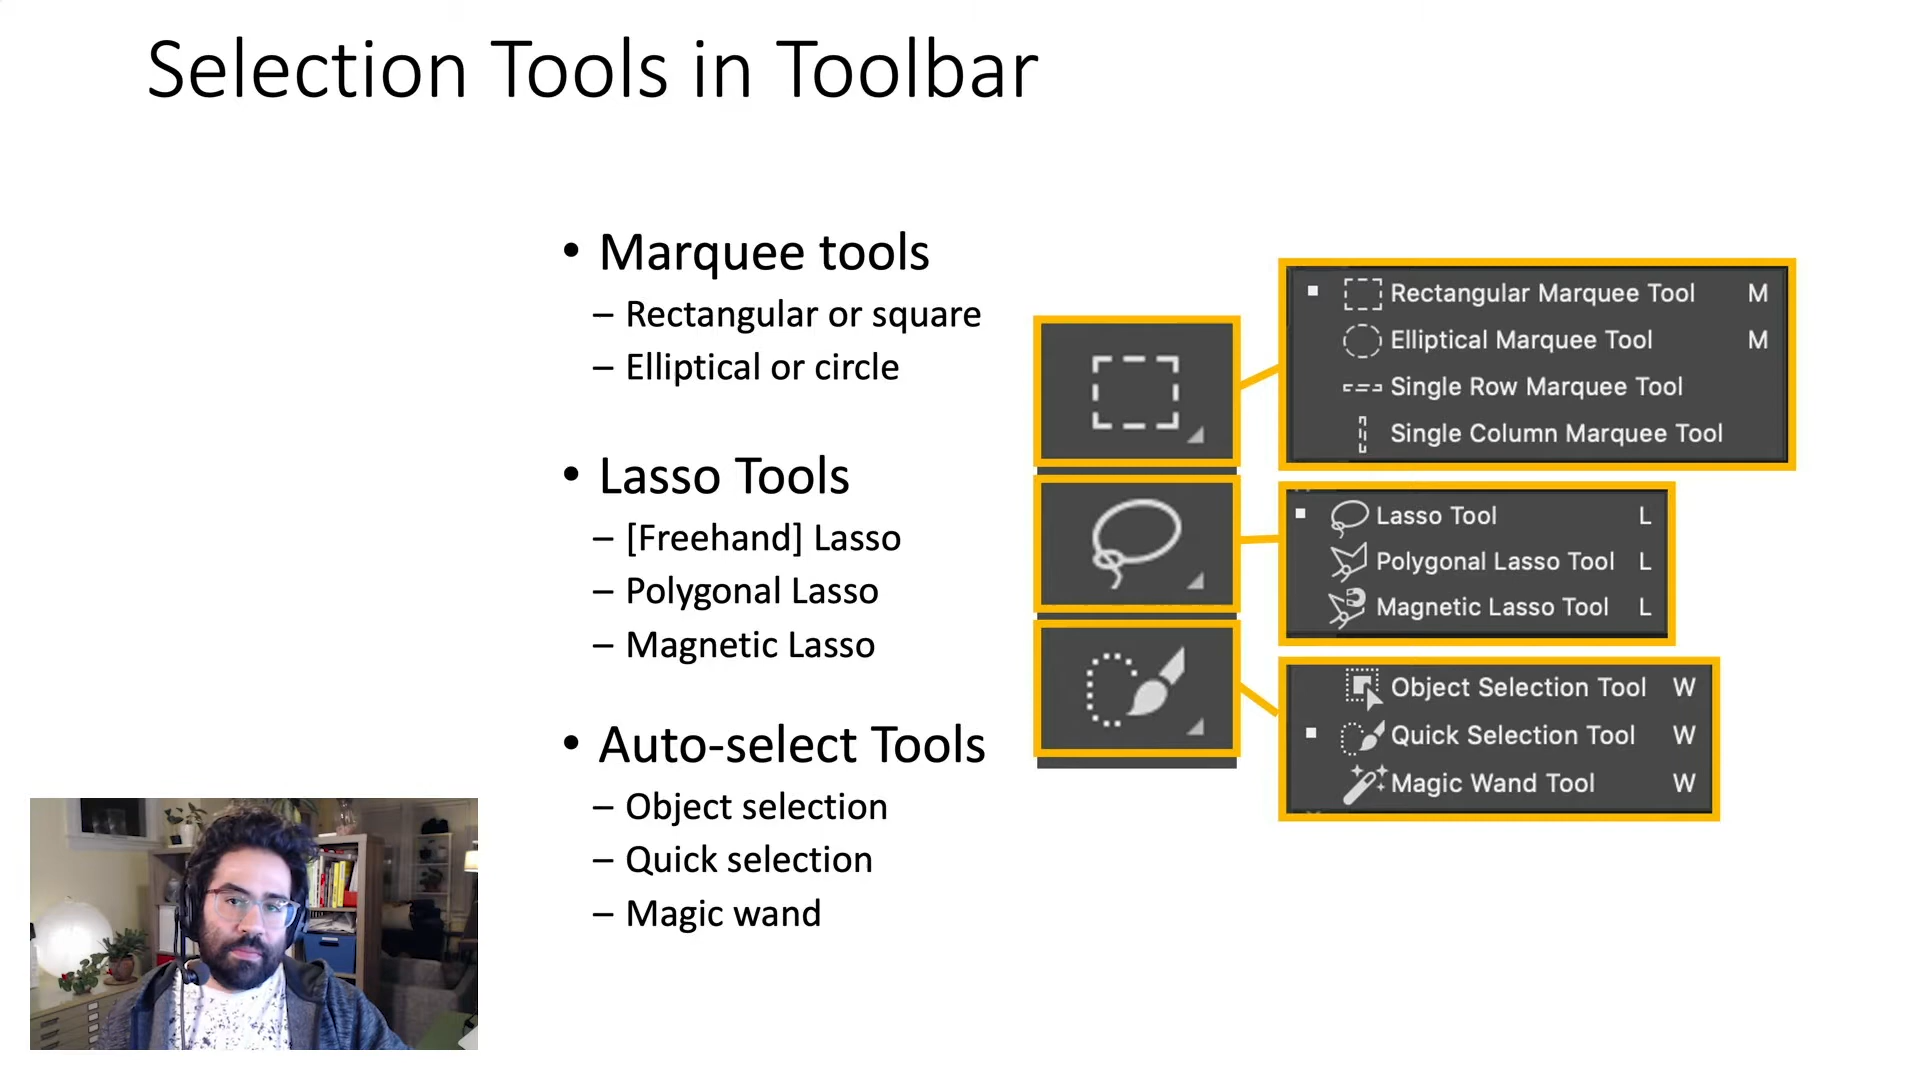 Selection Tools in Toolbar
• Marquee tools
– Rectangular or square
– Elliptical or circle
• Lasso Tools
– [Freehand] Lasso
– Polygonal Lasso
– Magnetic Lasso
• Auto-select Tools
– Object selection
– Quick selection
– Magic wand
Rectangular Marquee Tool M
Elliptical Marquee Tool M
Single Row Marquee Tool
Single Column Marquee Tool
Lasso Tool L
Polygonal Lasso Tool L
Magnetic Lasso Tool L
Object Selection Tool W
Quick Selection Tool W
Magic Wand Tool W